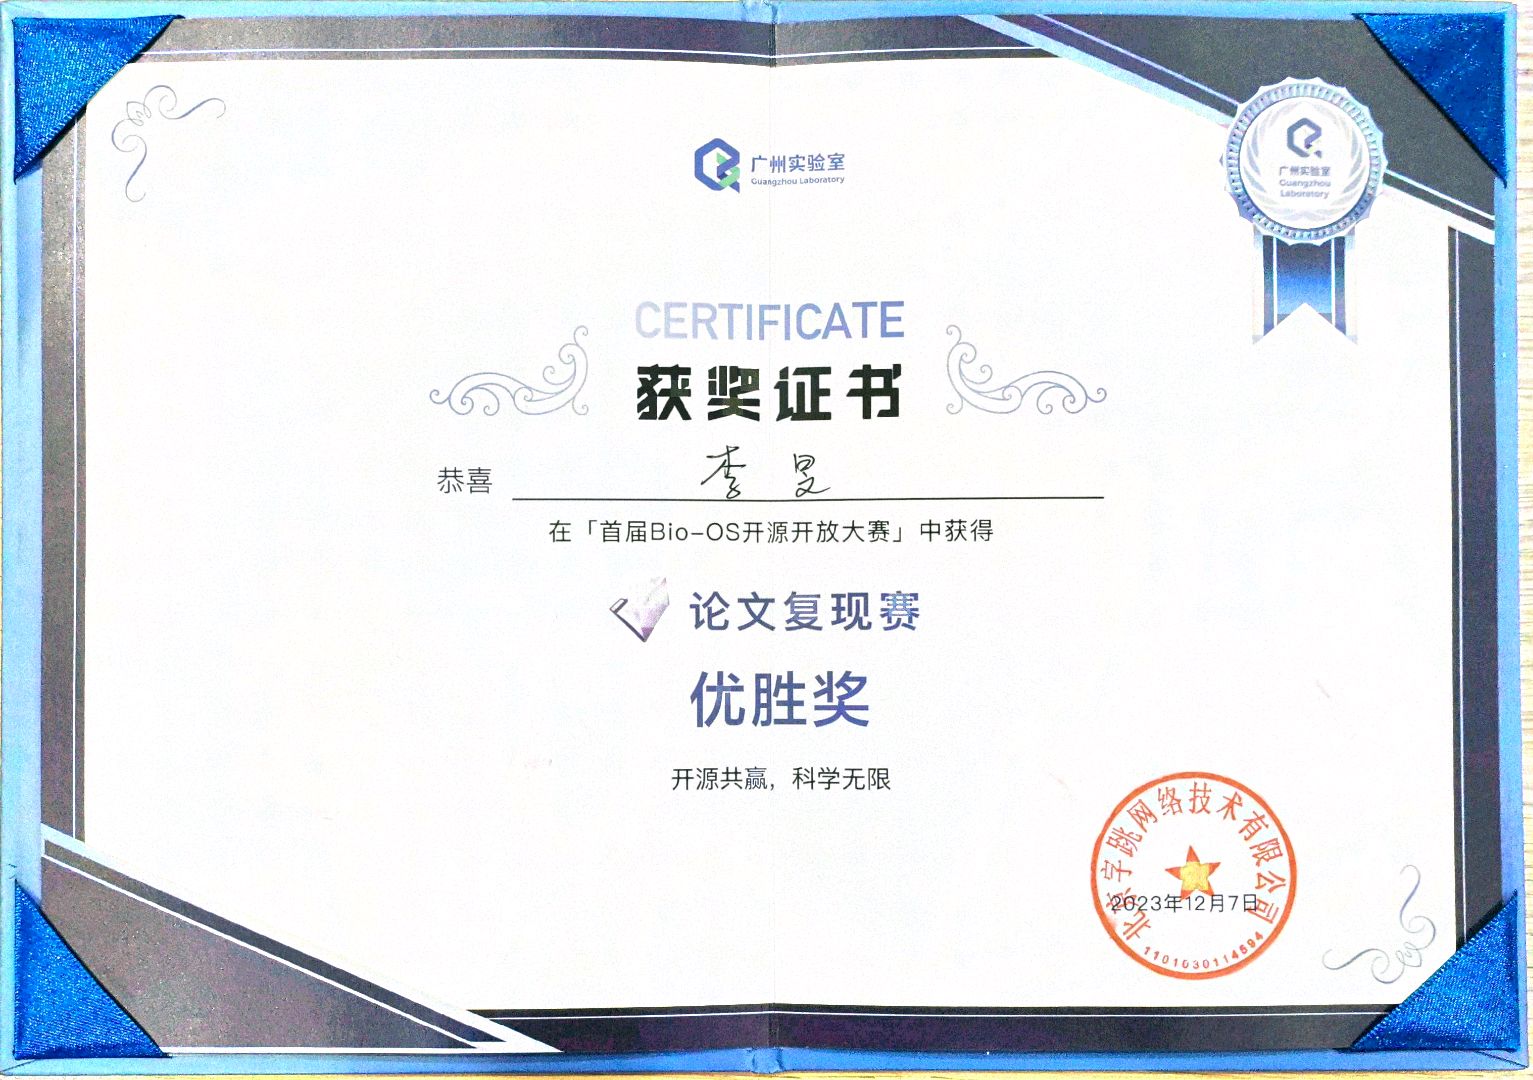 广州实验室
Guangzhou Laboratory
广州实验室
Guangzhou
Laboratory
CERTIFICATE
获奖证书
恭喜 李旻
在「首届Bio-OS开源开放大赛」中获得
论文复现赛
优胜奖
开源共赢，科学无限
北京字跳网络技术有限公司
2023年12月7日
1101030114594